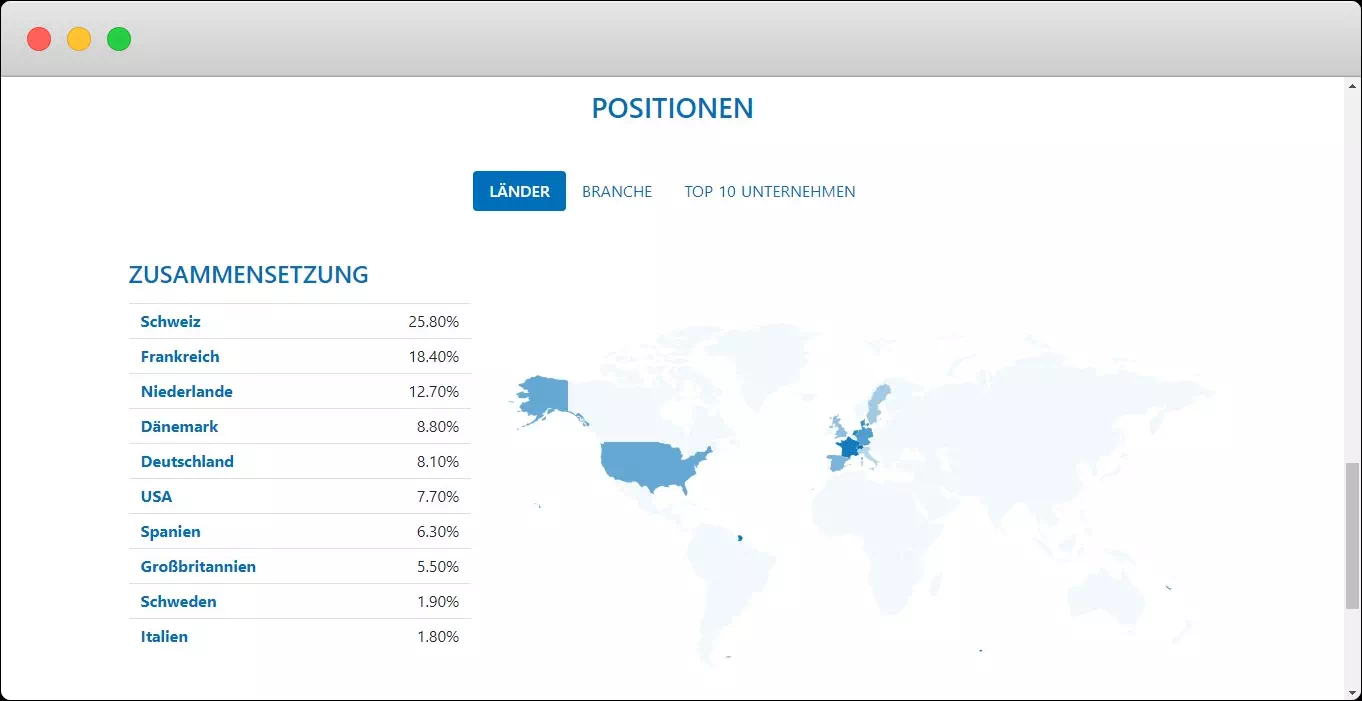 POSITIONEN
LÄNDER BRANCHE TOP 10 UNTERNEHMEN
ZUSAMMENSETZUNG
Schweiz 25.80%
Frankreich 18.40%
Niederlande 12.70%
Dänemark 8.80%
Deutschland 8.10%
USA 7.70%
Spanien 6.30%
Großbritannien 5.50%
Schweden 1.90%
Italien 1.80%